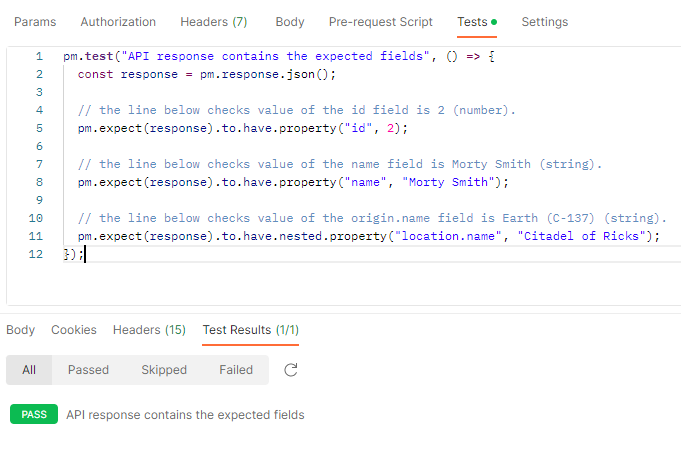 Params Authorization Headers (7) Body Pre-request Script Tests Settings
1 pm.test("API response contains the expected fields", () => {
2 const response = pm.response.json();
3
4 // the line below checks value of the id field is 2 (number).
5 pm.expect(response).to.have.property("id", 2);
6
7 // the line below checks value of the name field is Morty Smith (string).
8 pm.expect(response).to.have.property("name", "Morty Smith");
9
10 // the line below checks value of the origin.name field is Earth (C-137) (string).
11 pm.expect(response).to.have.nested.property("location.name", "Citadel of Ricks");
12 });
Body Cookies Headers (15) Test Results (1/1)
All Passed Skipped Failed
PASS API response contains the expected fields